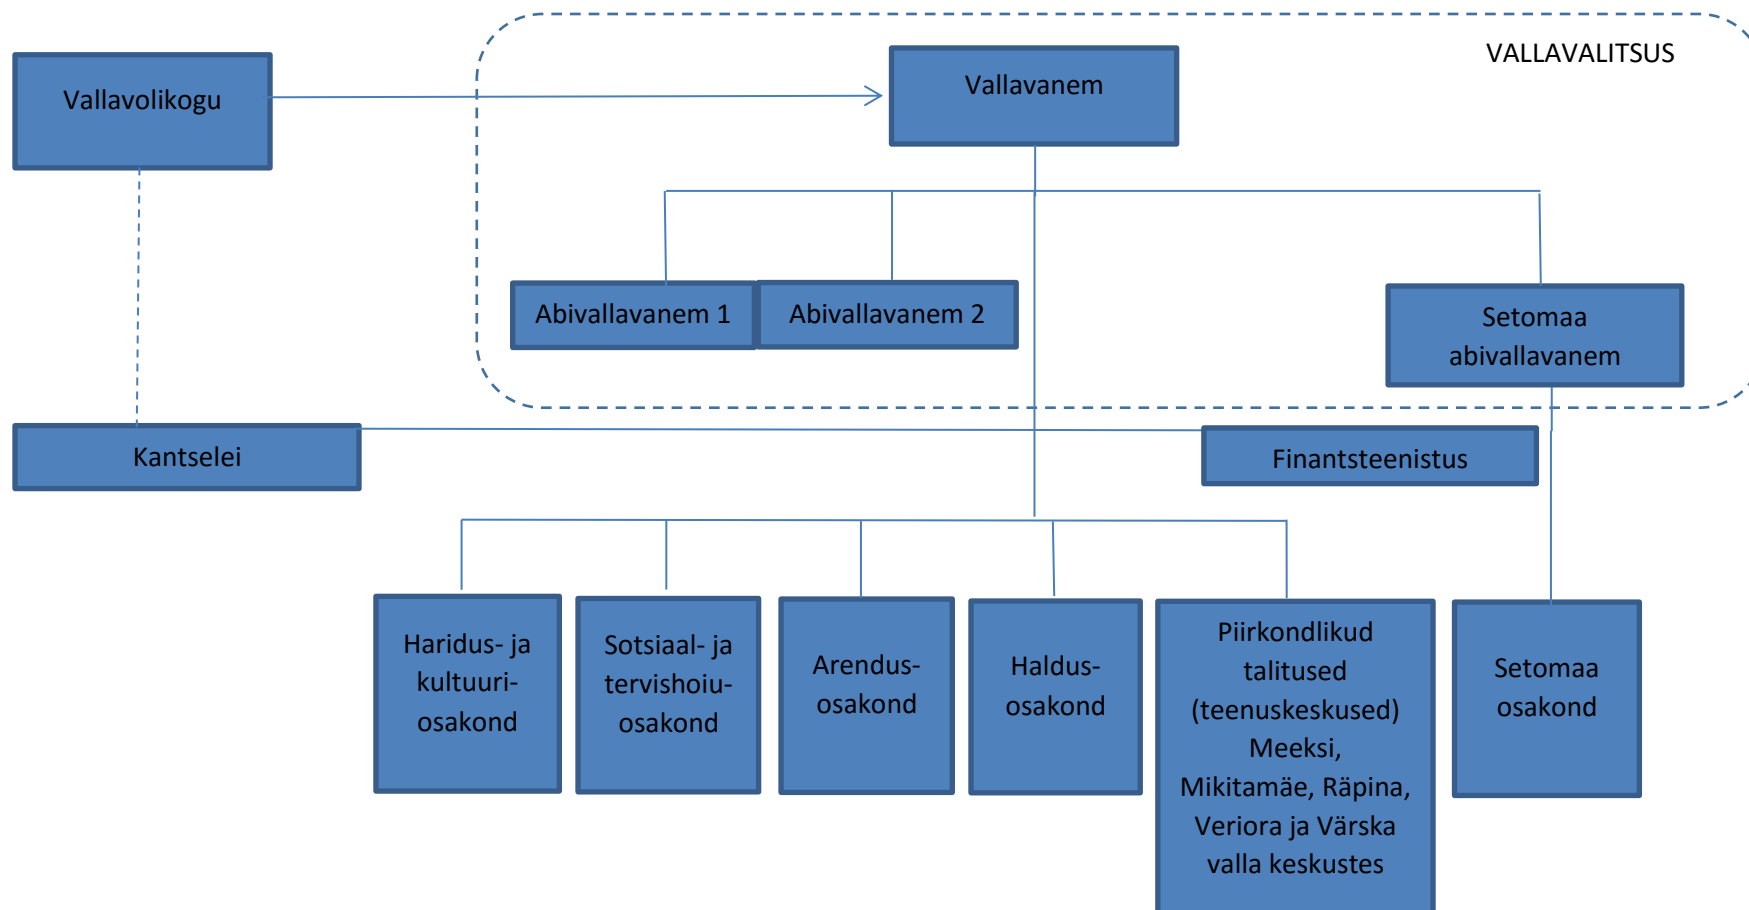 VALLAVALITSUS
Vallavolikogu
Vallavanem
Abivallavanem 1
Abivallavanem 2
Setomaa
abivallavanem
Kantselei
Finantsteenistus
Haridus- ja
kultuuri-
osakond
Sotsiaal- ja
tervishoiu-
osakond
Arendus-
osakond
Haldus-
osakond
Piirkondlikud
talitused
(teenuskeskused)
Meeksi,
Mikitamäe, Räpina,
Veriora ja Värska
valla keskustes
Setomaa
osakond